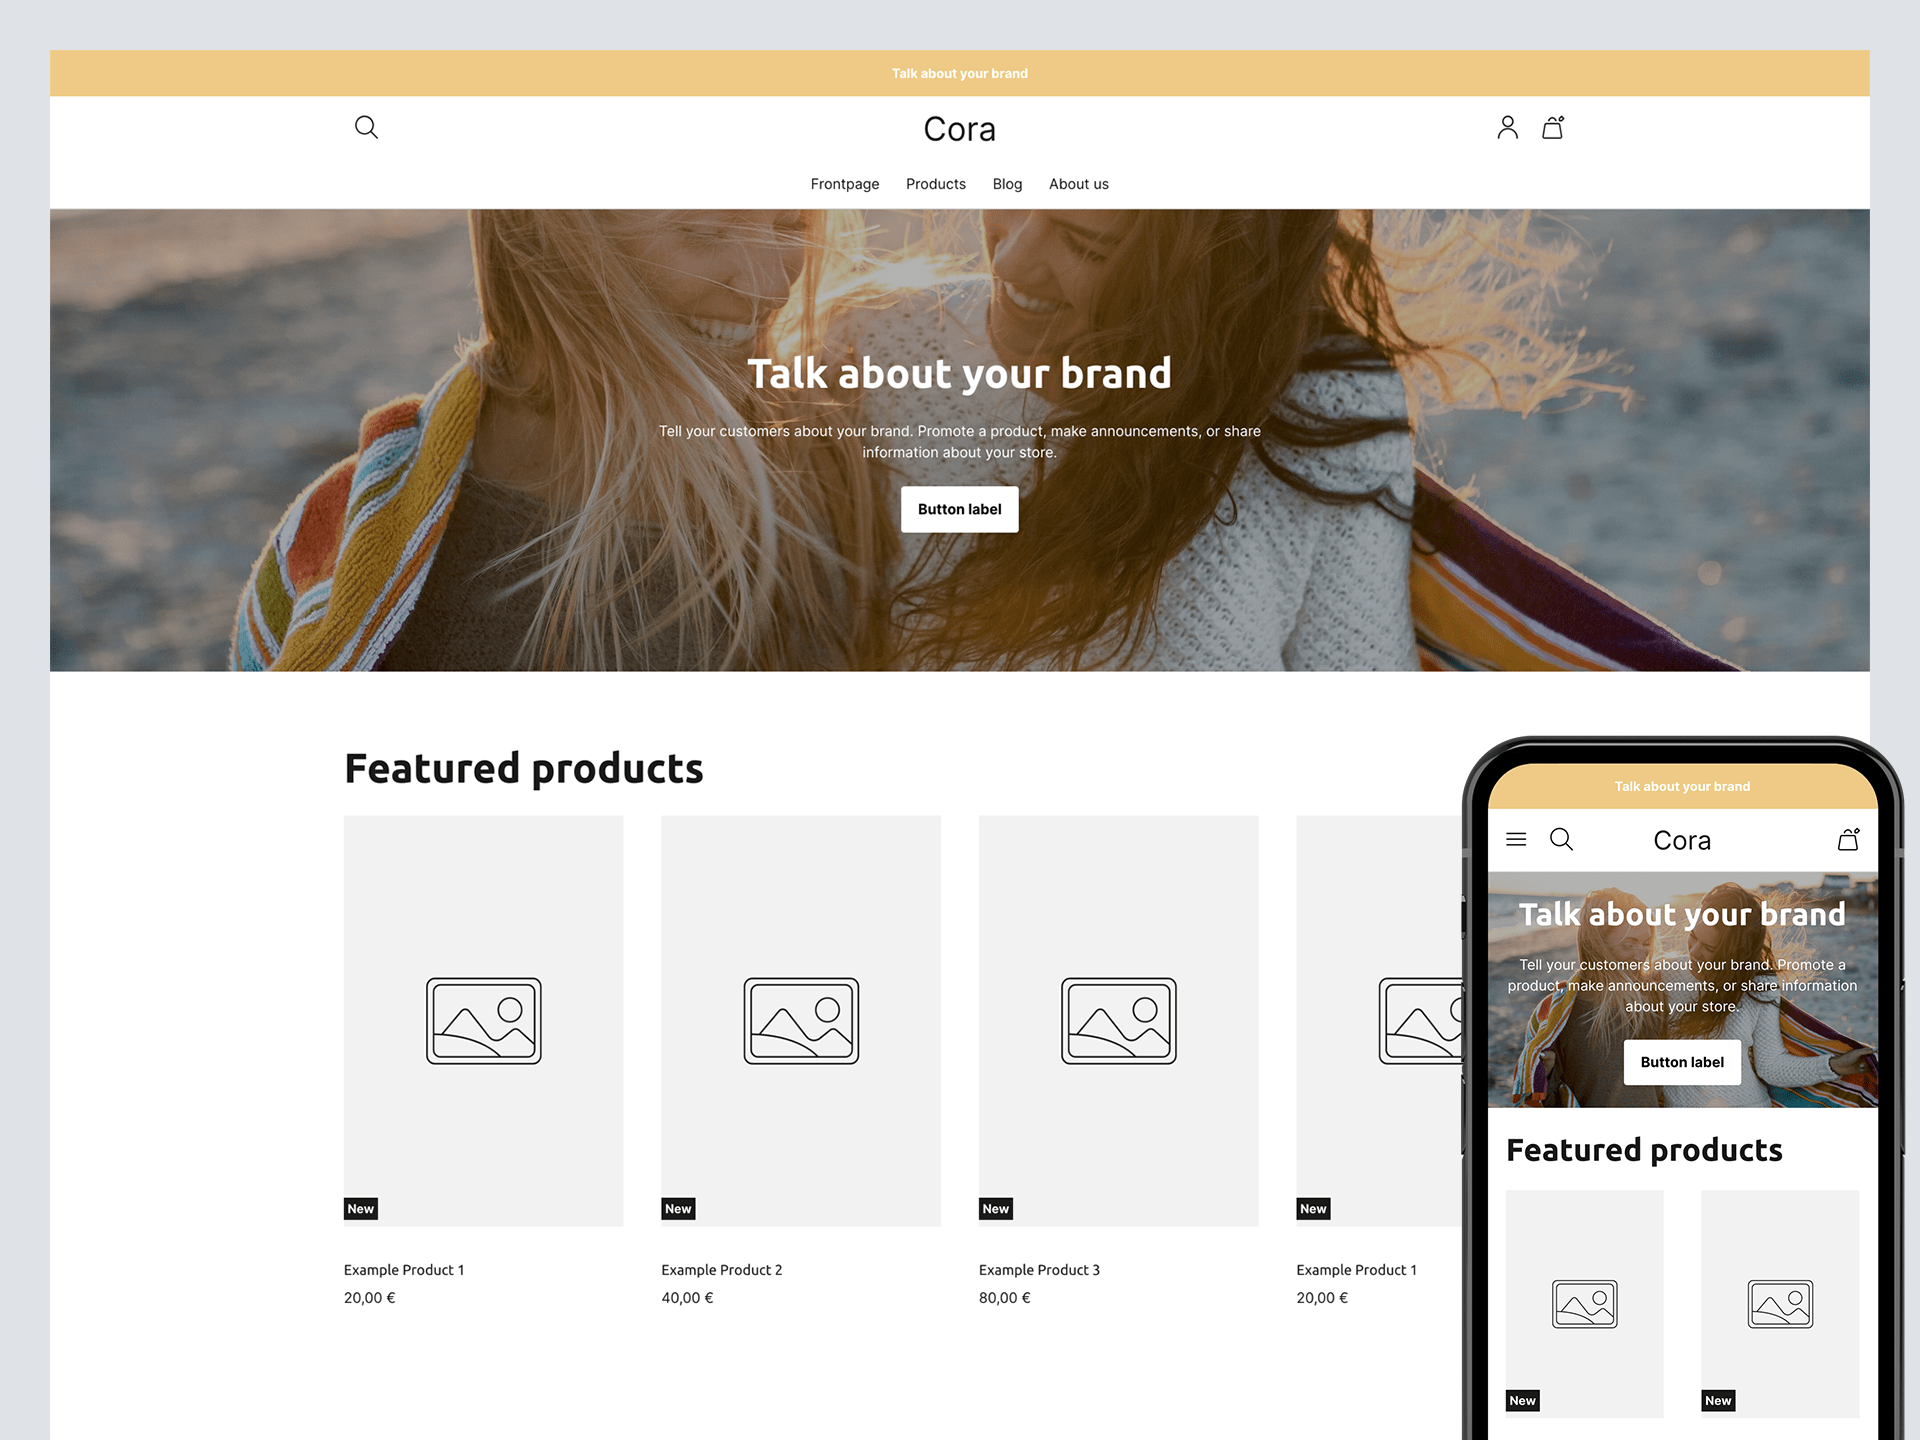 Talk about your brand
Cora
Frontpage Products Blog About us
Talk about your brand
Tell your customers about your brand. Promote a product, make announcements, or share
information about your store.
Button label
Featured products
New New New New
Example Product 1 Example Product 2 Example Product 3 Example Product 1
20,00 € 40,00 € 80,00 € 20,00 €
Talk about your brand
Cora
Talk about your brand
Tell your customers about your brand. Promote a
product, make announcements, or share information
about your store.
Button label
Featured products
New New